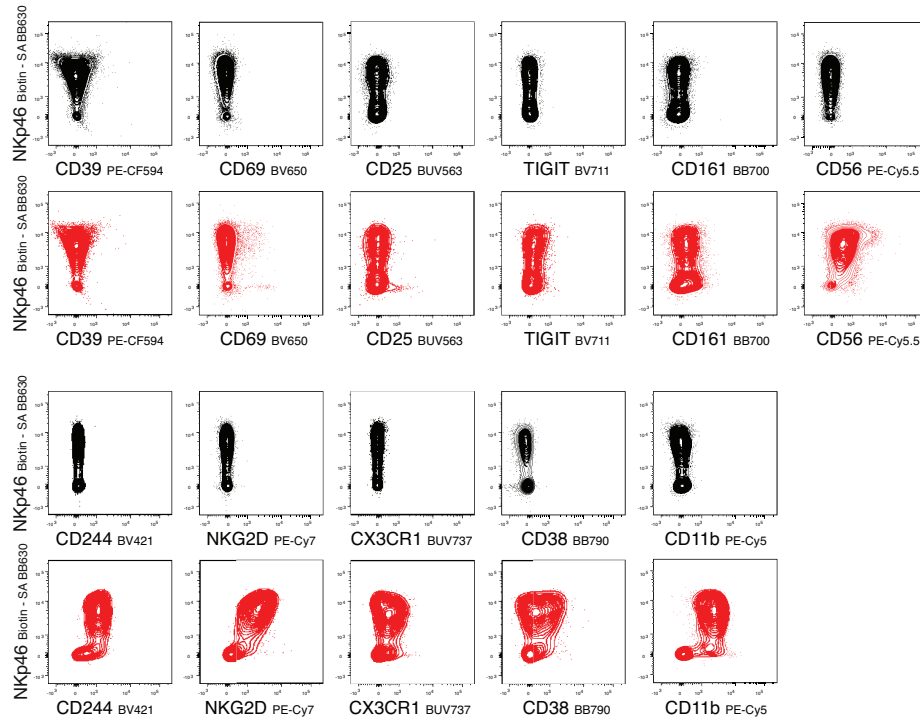 NKp46 Biotin - SA BB630
CD39 PE-CF594
CD69 BV650
CD25 BUV563
TIGIT BV711
CD161 BB700
CD56 PE-Cy5.5
NKp46 Biotin - SA BB630
CD39 PE-CF594
CD69 BV650
CD25 BUV563
TIGIT BV711
CD161 BB700
CD56 PE-Cy5.5
NKp46 Biotin - SA BB630
CD244 BV421
NKG2D PE-Cy7
CX3CR1 BUV737
CD38 BB790
CD11b PE-Cy5
NKp46 Biotin - SA BB630
CD244 BV421
NKG2D PE-Cy7
CX3CR1 BUV737
CD38 BB790
CD11b PE-Cy5